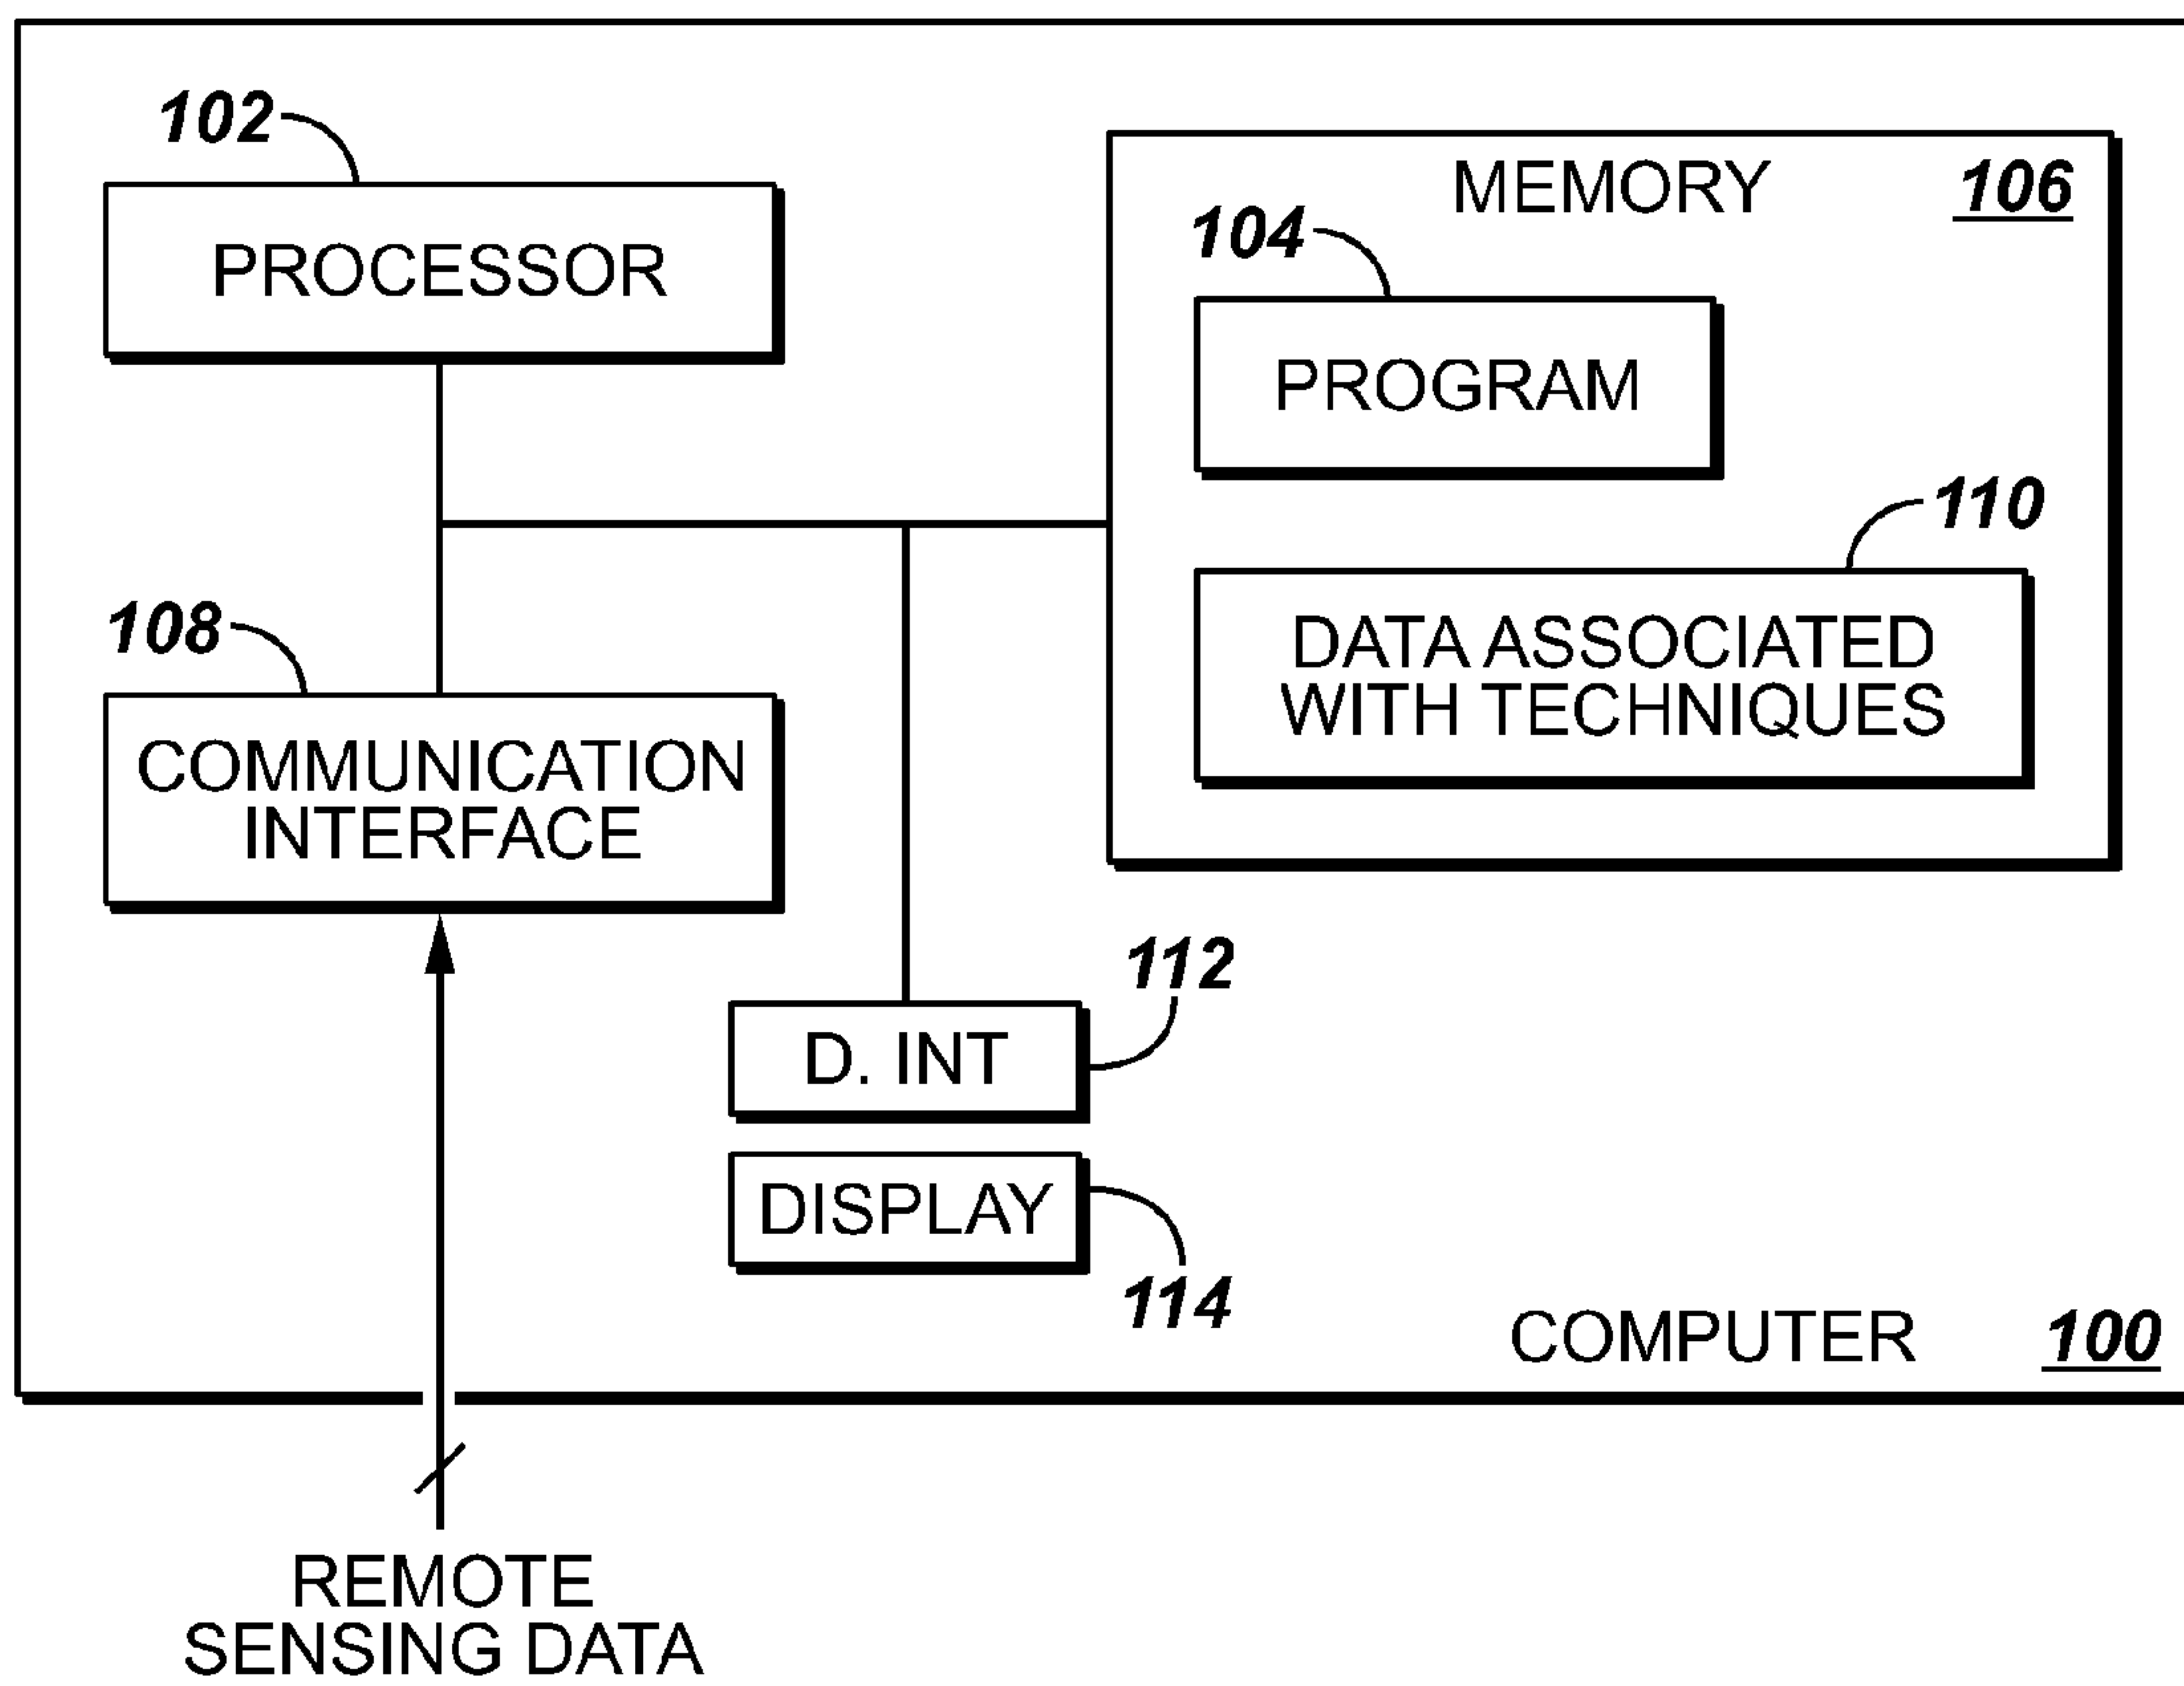 102
PROCESSOR
MEMORY 106
104
PROGRAM
110
DATA ASSOCIATED
WITH TECHNIQUES
108
COMMUNICATION
INTERFACE
112
D. INT
DISPLAY
114
COMPUTER 100
REMOTE
SENSING DATA